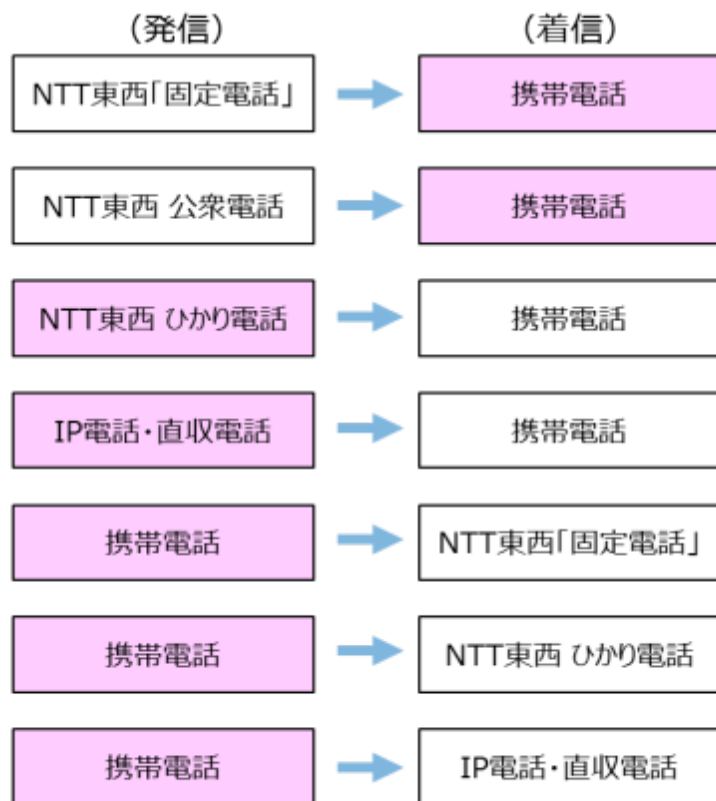 (発信) (着信)
NTT東西「固定電話」 携帯電話
NTT東西 公衆電話 携帯電話
NTT東西 ひかり電話 携帯電話
IP電話・直収電話 携帯電話
携帯電話 NTT東西「固定電話」
携帯電話 NTT東西 ひかり電話
携帯電話 IP電話・直収電話